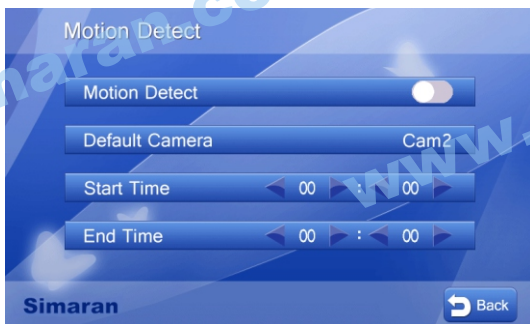 Motion Detect
Motion Detect
Default Camera Cam2
Start Time 00 : 00
End Time 00 : 00
Simaran
Back